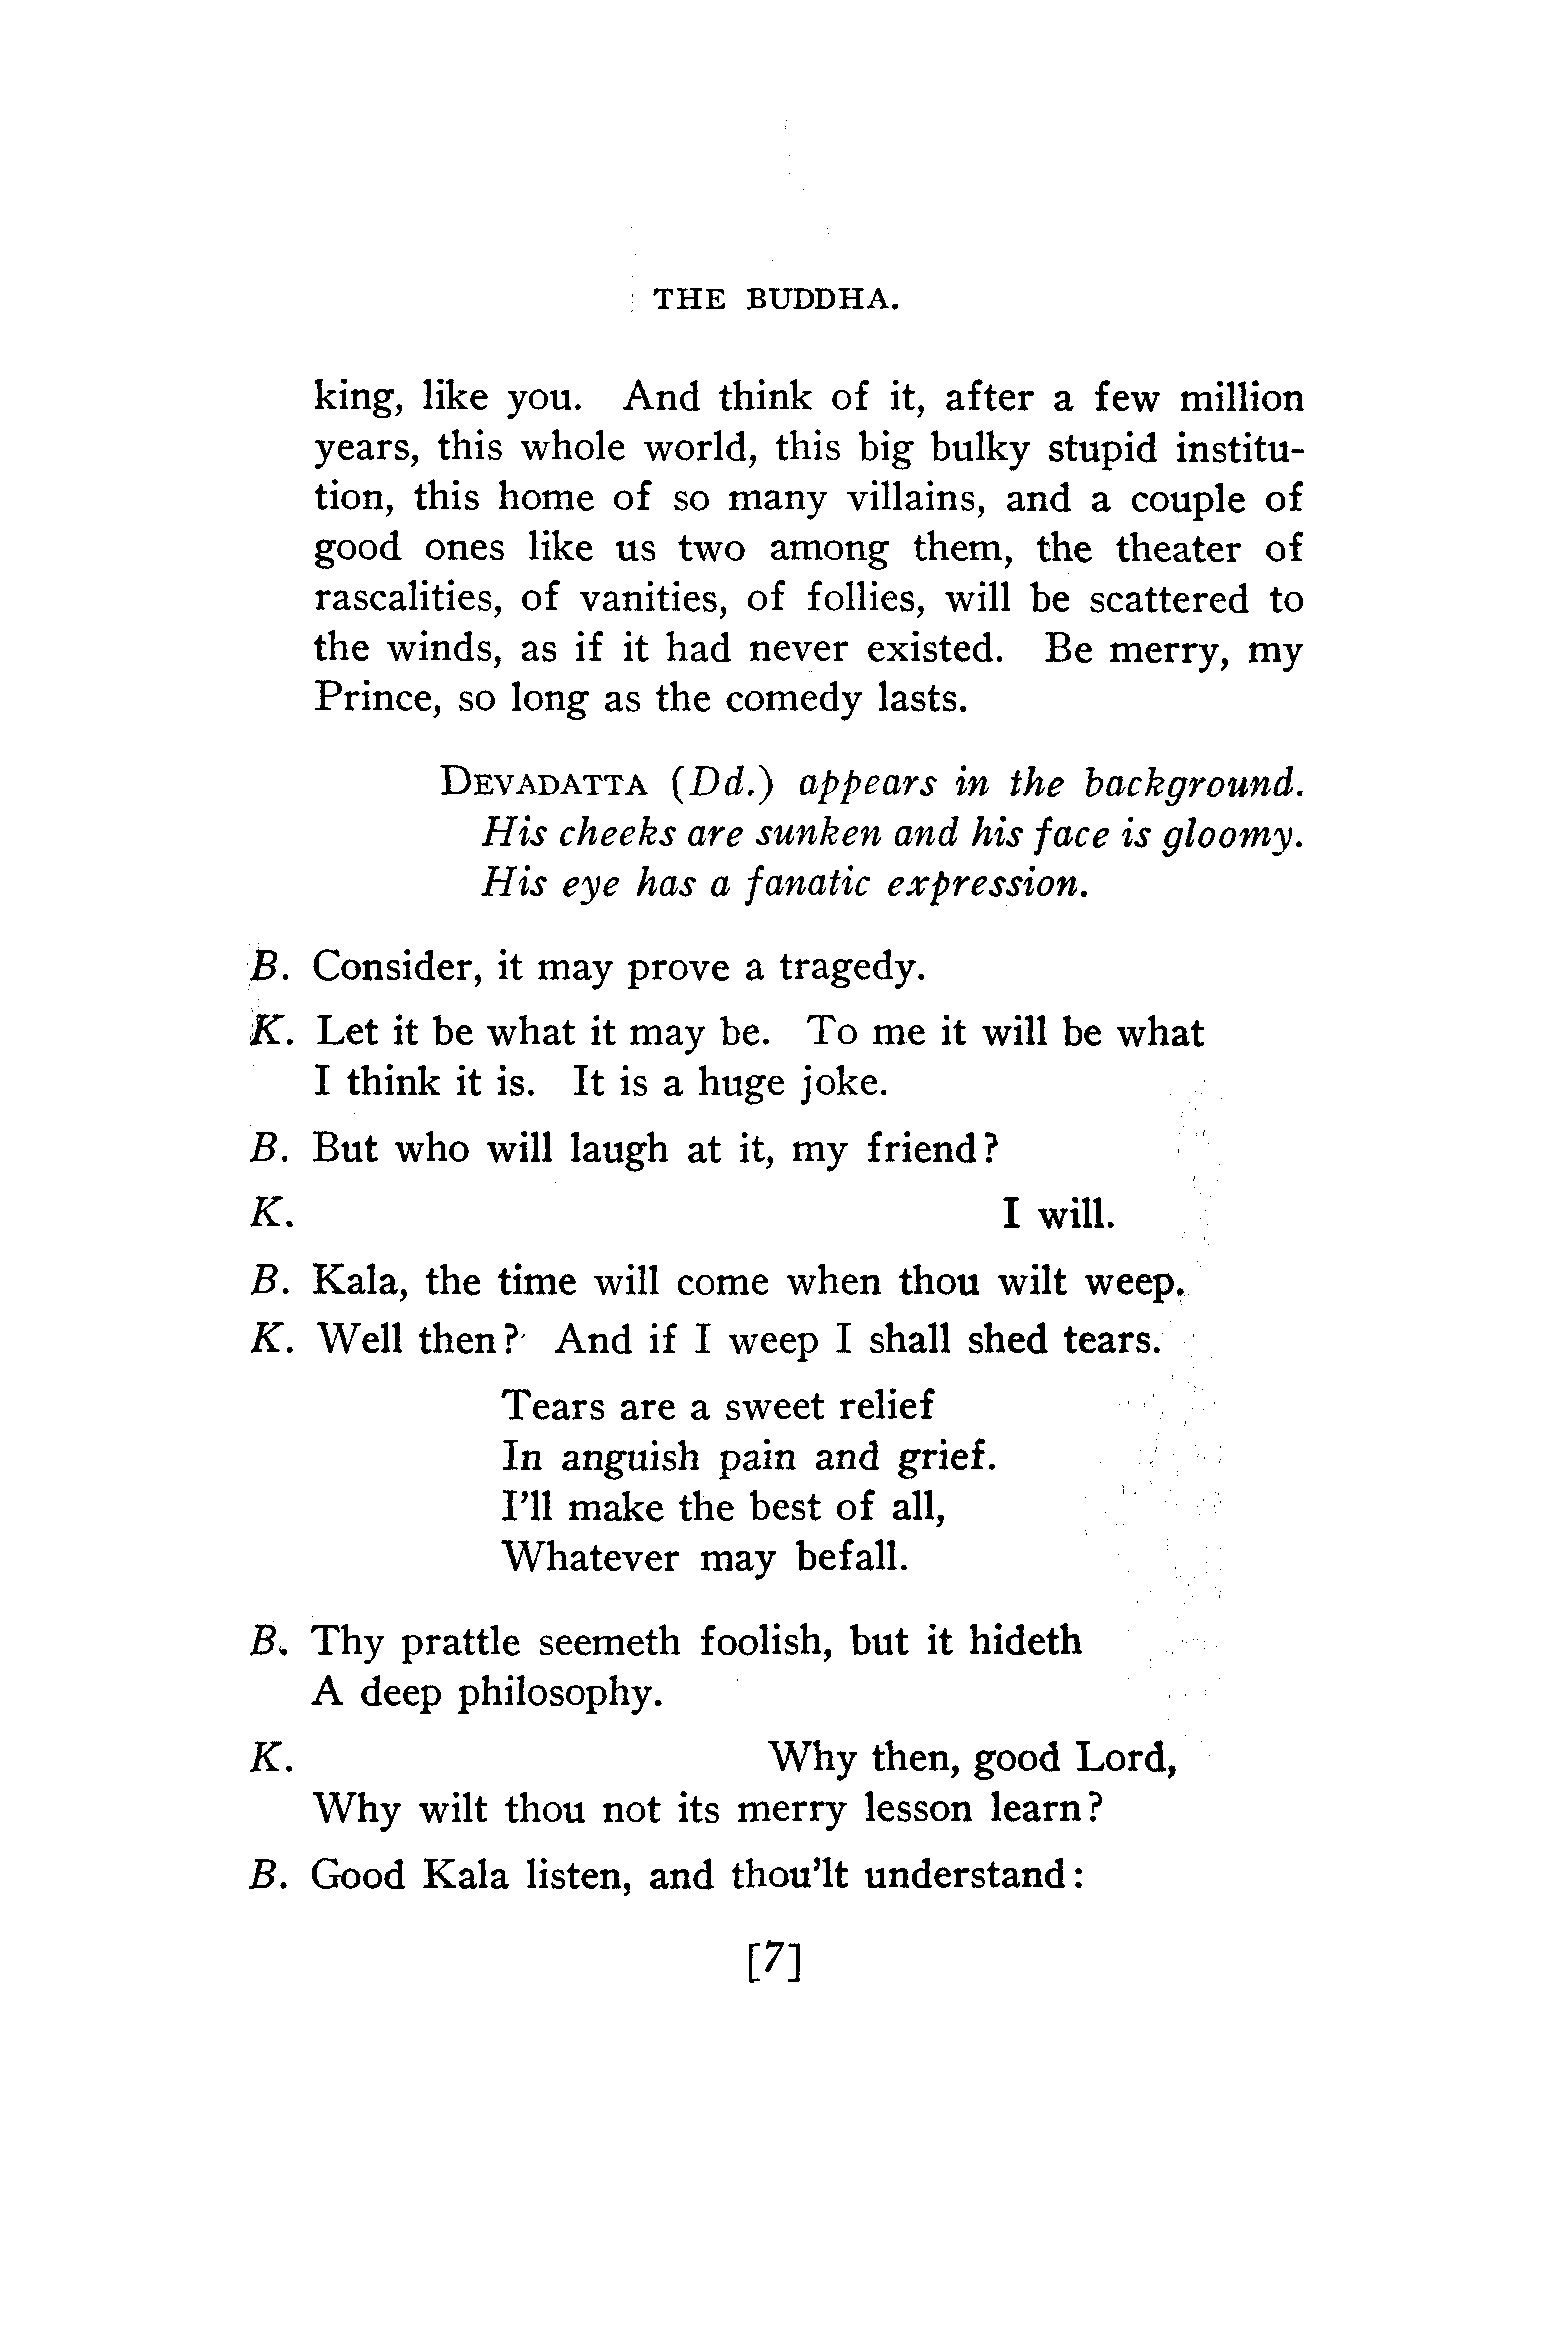 THE BUDDHA.
king, like you. And think of it, after a few million
years, this whole world, this big bulky stupid institu-
tion, this home of so many villains, and a couple of
good ones like us two among them, the theater of
rascalities, of vanities, of follies, will be scattered to
the winds, as if it had never existed. Be merry, my
Prince, so long as the comedy lasts.
DEVADATTA (Dd.) appears in the background.
His cheeks are sunken and his face is gloomy.
His eye has a fanatic expression.
B. Consider, it may prove a tragedy.
K. Let it be what it may be. To me it will be what
I think it is. It is a huge joke.
B. But who will laugh at it, my friend?
K. I will.
B. Kala, the time will come when thou wilt weep.
K. Well then? And if I weep I shall shed tears.
Tears are a sweet relief
In anguish pain and grief.
I'll make the best of all,
Whatever may befall.
B. Thy prattle seemeth foolish, but it hideth
A deep philosophy.
K. Why then, good Lord,
Why wilt thou not its merry lesson learn?
B. Good Kala listen, and thou'lt understand:
[7]